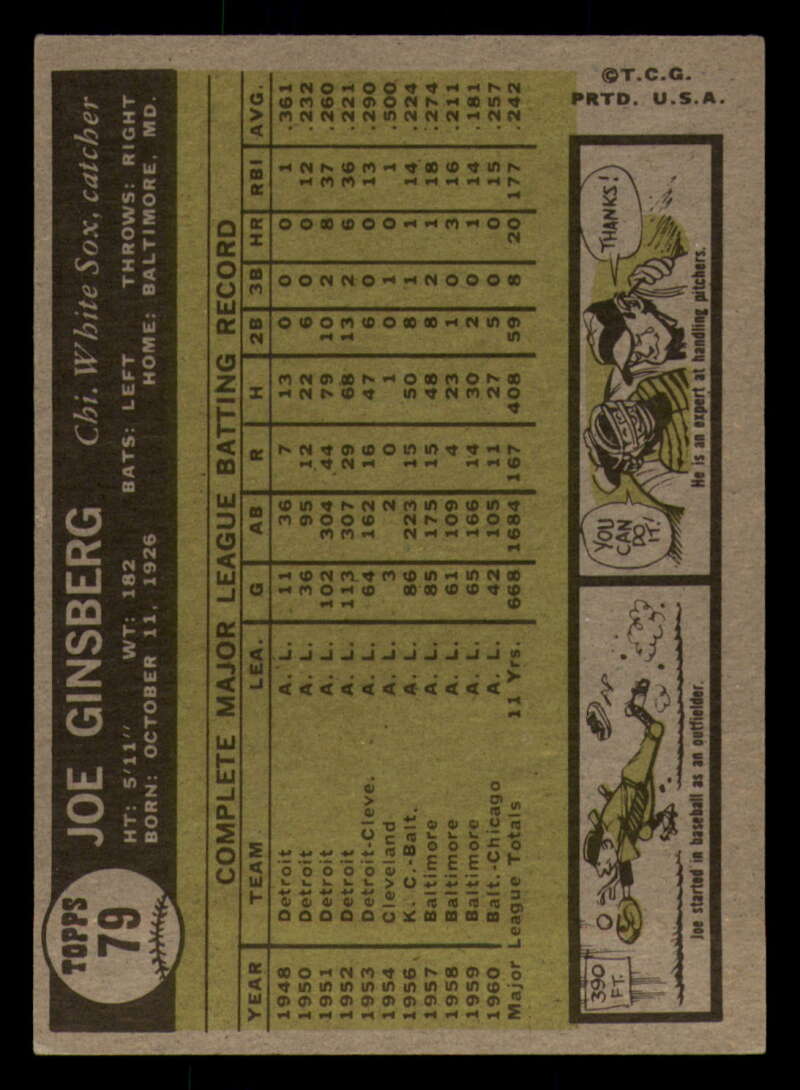 TOPPS
79
JOE GINSBERG Chi. White Sox, catcher
HT: 5'11" WT: 182 BATS: LEFT THROWS: RIGHT
BORN: OCTOBER 11, 1926 HOME: BALTIMORE, MD.
COMPLETE MAJOR LEAGUE BATTING RECORD
YEAR TEAM LEA. G AB R H 2B 3B HR RBI AVG.
1948 Detroit A. L. 11 36 7 13 0 0 0 1 .361
1950 Detroit A. L. 36 95 12 22 6 0 0 12 .232
1951 Detroit A. L. 102 304 44 79 10 2 8 37 .260
1952 Detroit A. L. 113 307 29 68 13 2 6 36 .221
1953 Detroit-Cleve. A. L. 64 162 16 47 6 0 0 13 .290
1954 Cleveland A. L. 3 2 0 1 0 1 0 1 .500
1956 K. C.-Balt. A. L. 86 223 15 50 8 1 1 14 .224
1957 Baltimore A. L. 85 175 15 48 8 2 1 18 .274
1958 Baltimore A. L. 61 109 4 23 1 0 3 16 .211
1959 Baltimore A. L. 65 166 14 30 2 0 1 14 .181
1960 Balt.-Chicago A. L. 42 105 11 27 5 0 0 15 .257
Major League Totals 11 Yrs. 668 1684 167 408 59 8 20 177 .242
390
FT.
Joe started in baseball as an outfielder.
YOU
CAN
DO
IT!
THANKS!
He is an expert at handling pitchers.
©T.C.G.
PRTD. U.S.A.